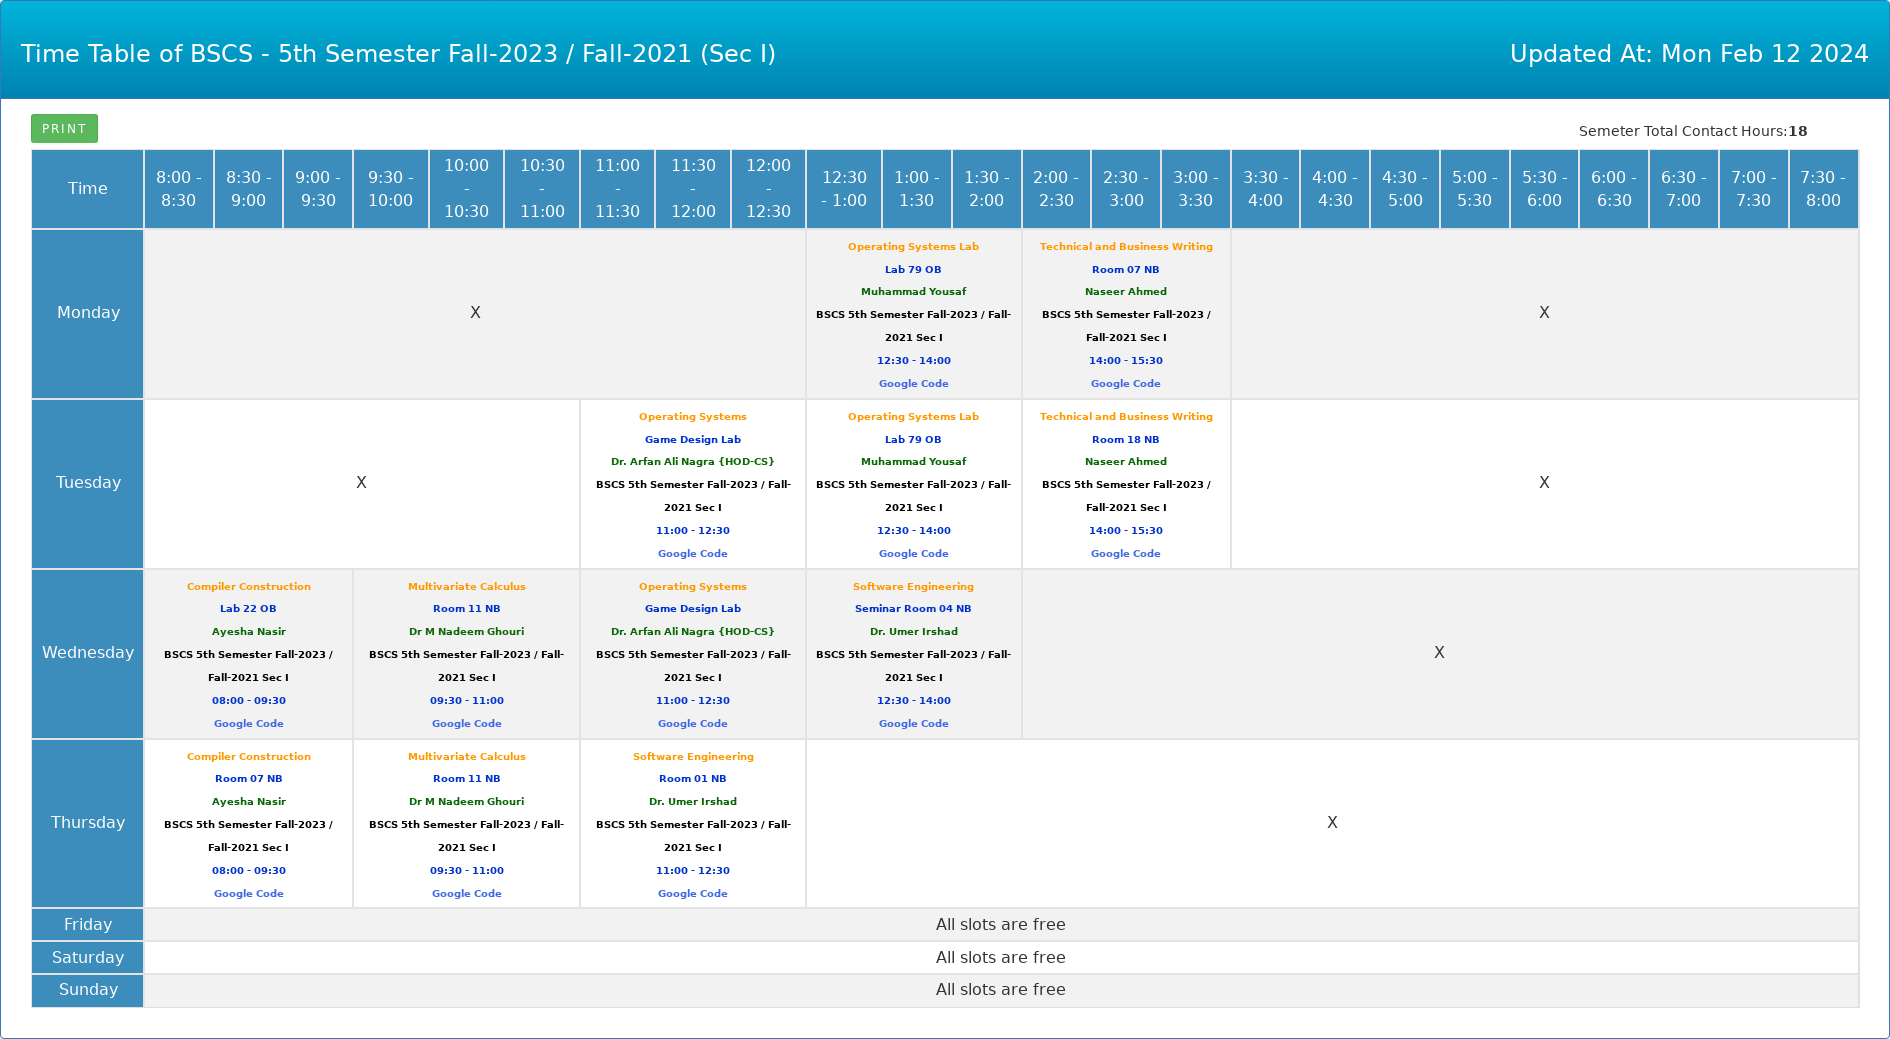 Time Table of BSCS - 5th Semester Fall-2023 / Fall-2021 (Sec I)
Updated At: Mon Feb 12 2024
PRINT
Semeter Total Contact Hours:18
Time
8:00 -
8:30
8:30 -
9:00
9:00 -
9:30
9:30 -
10:00
10:00
-
10:30
10:30
-
11:00
11:00
-
11:30
11:30
-
12:00
12:00
-
12:30
12:30
- 1:00
1:00 -
1:30
1:30 -
2:00
2:00 -
2:30
2:30 -
3:00
3:00 -
3:30
3:30 -
4:00
4:00 -
4:30
4:30 -
5:00
5:00 -
5:30
5:30 -
6:00
6:00 -
6:30
6:30 -
7:00
7:00 -
7:30
7:30 -
8:00
Monday
X
Operating Systems Lab
Lab 79 OB
Muhammad Yousaf
BSCS 5th Semester Fall-2023 / Fall-
2021 Sec I
12:30 - 14:00
Google Code
Technical and Business Writing
Room 07 NB
Naseer Ahmed
BSCS 5th Semester Fall-2023 /
Fall-2021 Sec I
14:00 - 15:30
Google Code
X
Tuesday
X
Operating Systems
Game Design Lab
Dr. Arfan Ali Nagra {HOD-CS}
BSCS 5th Semester Fall-2023 / Fall-
2021 Sec I
11:00 - 12:30
Google Code
Operating Systems Lab
Lab 79 OB
Muhammad Yousaf
BSCS 5th Semester Fall-2023 / Fall-
2021 Sec I
12:30 - 14:00
Google Code
Technical and Business Writing
Room 18 NB
Naseer Ahmed
BSCS 5th Semester Fall-2023 /
Fall-2021 Sec I
14:00 - 15:30
Google Code
X
Wednesday
Compiler Construction
Lab 22 OB
Ayesha Nasir
BSCS 5th Semester Fall-2023 /
Fall-2021 Sec I
08:00 - 09:30
Google Code
Multivariate Calculus
Room 11 NB
Dr M Nadeem Ghouri
BSCS 5th Semester Fall-2023 / Fall-
2021 Sec I
09:30 - 11:00
Google Code
Operating Systems
Game Design Lab
Dr. Arfan Ali Nagra {HOD-CS}
BSCS 5th Semester Fall-2023 / Fall-
2021 Sec I
11:00 - 12:30
Google Code
Software Engineering
Seminar Room 04 NB
Dr. Umer Irshad
BSCS 5th Semester Fall-2023 / Fall-
2021 Sec I
12:30 - 14:00
Google Code
X
Thursday
Compiler Construction
Room 07 NB
Ayesha Nasir
BSCS 5th Semester Fall-2023 /
Fall-2021 Sec I
08:00 - 09:30
Google Code
Multivariate Calculus
Room 11 NB
Dr M Nadeem Ghouri
BSCS 5th Semester Fall-2023 / Fall-
2021 Sec I
09:30 - 11:00
Google Code
Software Engineering
Room 01 NB
Dr. Umer Irshad
BSCS 5th Semester Fall-2023 / Fall-
2021 Sec I
11:00 - 12:30
Google Code
X
Friday
All slots are free
Saturday
All slots are free
Sunday
All slots are free